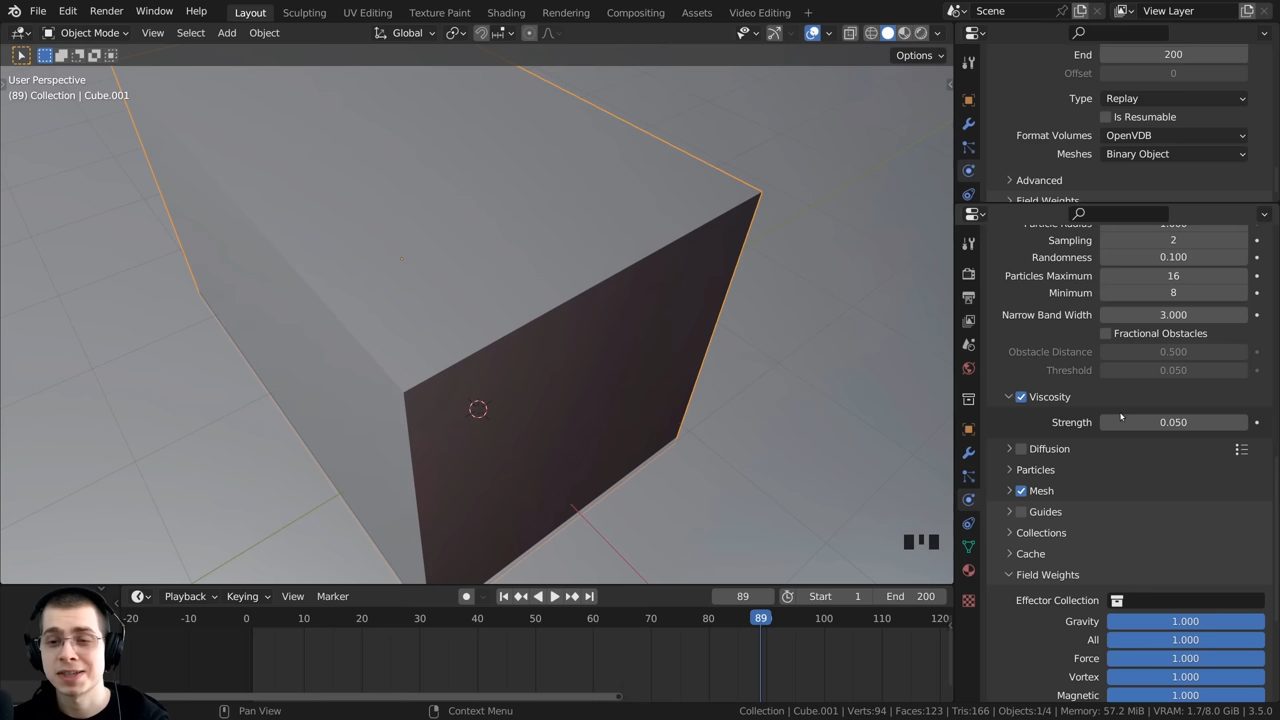 File Edit Render Window Help Layout Sculpting UV Editing Texture Paint Shading Rendering Compositing Assets Video Editing + Scene View Layer
Object Mode View Select Add Object Global
Options
User Perspective
(89) Collection | Cube.001
End 200
Offset 0
Type Replay
Is Resumable
Format Volumes OpenVDB
Meshes Binary Object
Advanced
Field Weights
Particle Radius 1.000
Sampling 2
Randomness 0.100
Particles Maximum 16
Minimum 8
Narrow Band Width 3.000
Fractional Obstacles
Obstacle Distance 0.500
Threshold 0.050
Viscosity
Strength 0.050
Diffusion
Particles
Mesh
Guides
Collections
Cache
Field Weights
Effector Collection
Gravity 1.000
All 1.000
Force 1.000
Vortex 1.000
Magnetic 1.000
Playback Keying View Marker 89 Start 1 End 200
-20 -10 0 10 20 30 40 50 60 70 80 89 100 110 120
Pan View Context Menu Collection | Cube.001 | Verts:94 | Faces:123 | Tris:166 | Objects:1/4 | Memory: 57.2 MiB | VRAM: 1.7/8.0 GiB | 3.5.0